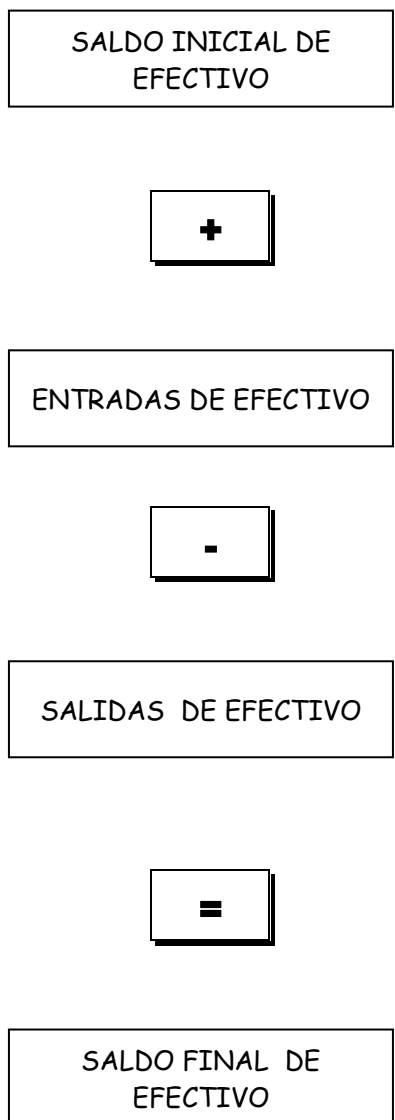 SALDO INICIAL DE
EFECTIVO
+
ENTRADAS DE EFECTIVO
-
SALIDAS DE EFECTIVO
=
SALDO FINAL DE
EFECTIVO